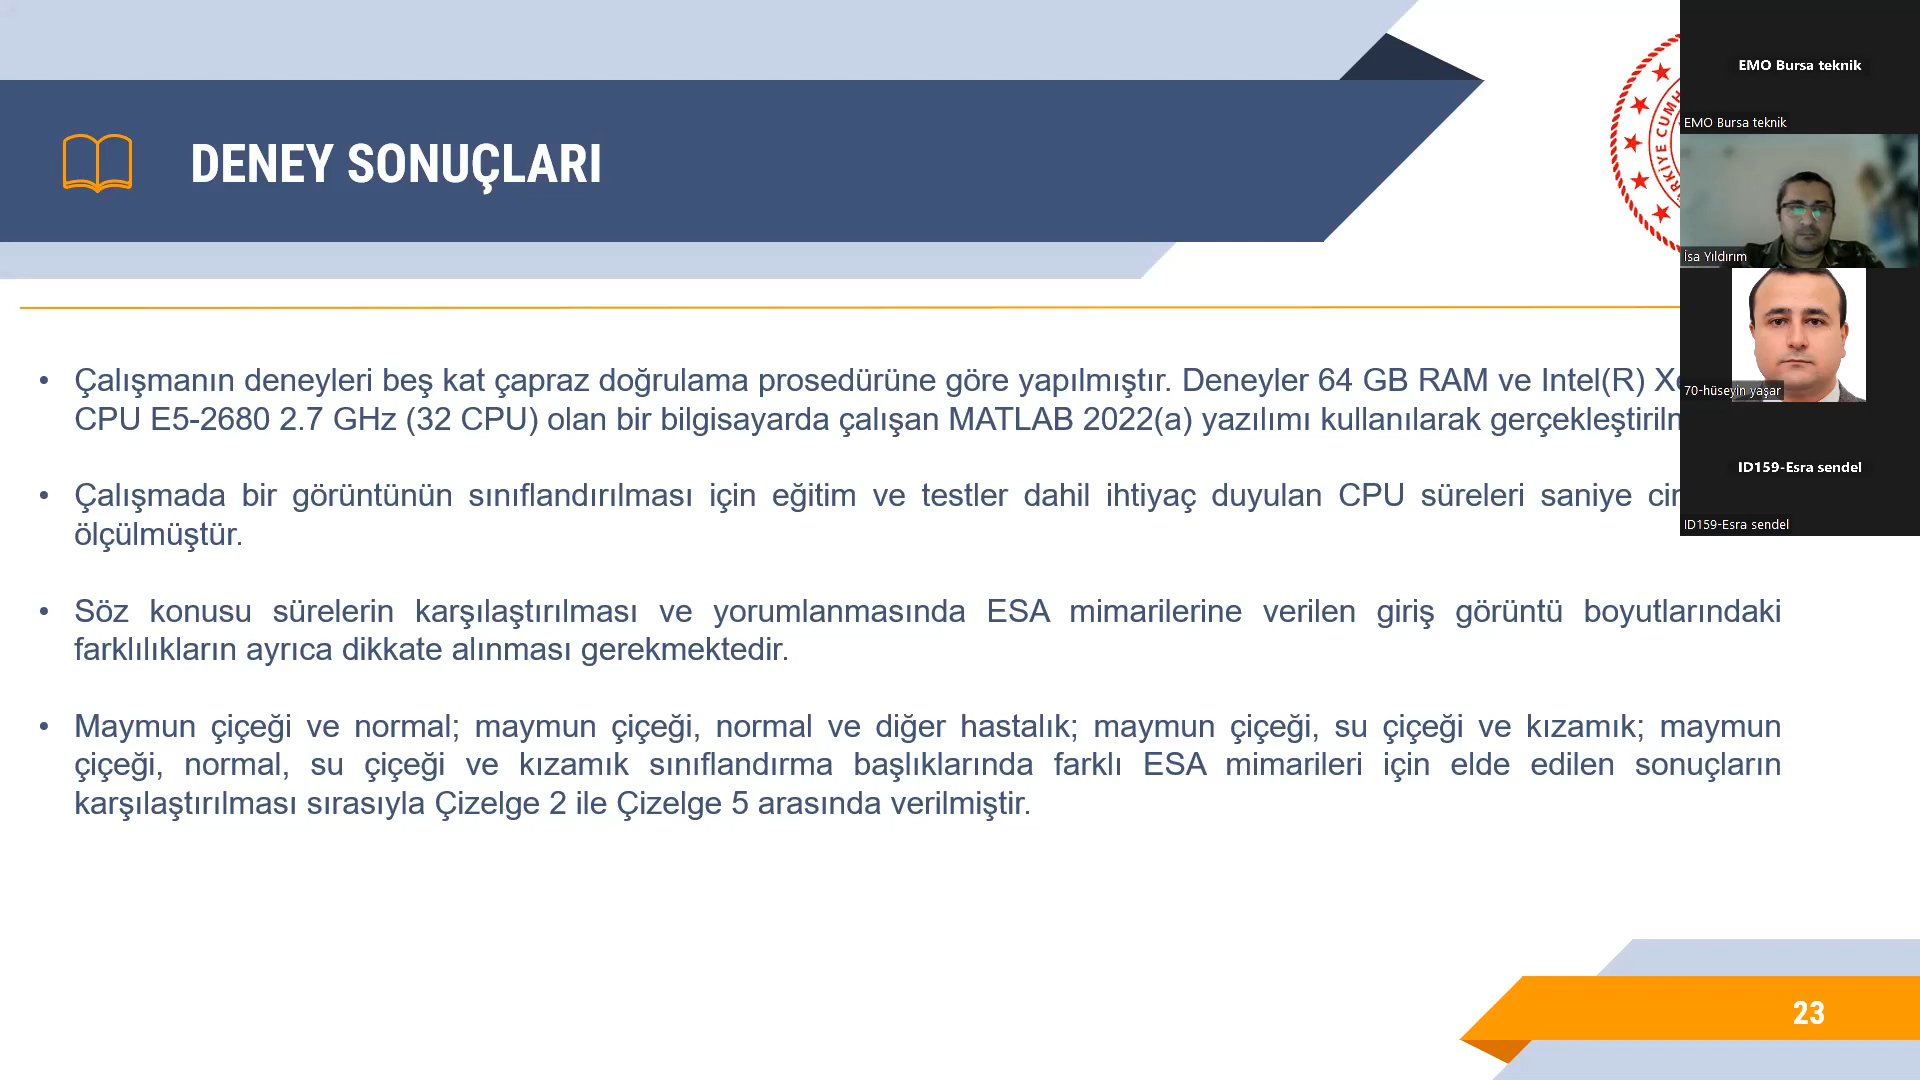 DENEY SONUÇLARI
• Çalışmanın deneyleri beş kat çapraz doğrulama prosedürüne göre yapılmıştır. Deneyler 64 GB RAM ve Intel(R)
CPU E5-2680 2.7 GHz (32 CPU) olan bir bilgisayarda çalışan MATLAB 2022(a) yazılımı kullanılarak
• Çalışmada bir görüntünün sınıflandırılması için eğitim ve testler dahil ihtiyaç duyulan CPU süreleri saniye
ölçülmüştür.
• Söz konusu sürelerin karşılaştırılması ve yorumlanmasında ESA mimarilerine verilen giriş görüntü boyutlarındaki
farklılıkların ayrıca dikkate alınması gerekmektedir.
• Maymun çiçeği ve normal; maymun çiçeği, normal ve diğer hastalık; maymun çiçeği, su çiçeği ve kızamık; maymun
çiçeği, normal, su çiçeği ve kızamık sınıflandırma başlıklarında farklı ESA mimarileri için elde edilen sonuçların
karşılaştırılması sırasıyla Çizelge 2 ile Çizelge 5 arasında verilmiştir.
23
EMO Bursa teknik
EMO Bursa teknik
İsa Yıldırım
70-hüseyin yaşar
ID159-Esra sendel
ID159-Esra sendel